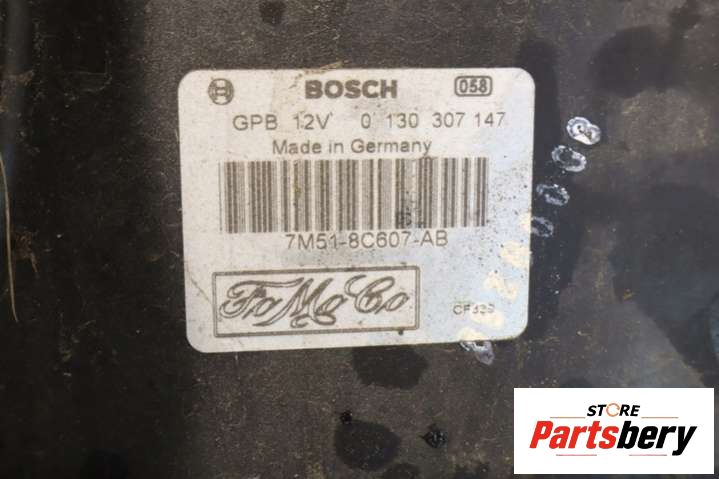 BOSCH 058
GPB 12V 0 130 307 147
Made in Germany
7M51-8C607-AB
FoMoCo
STORE
Partsbery